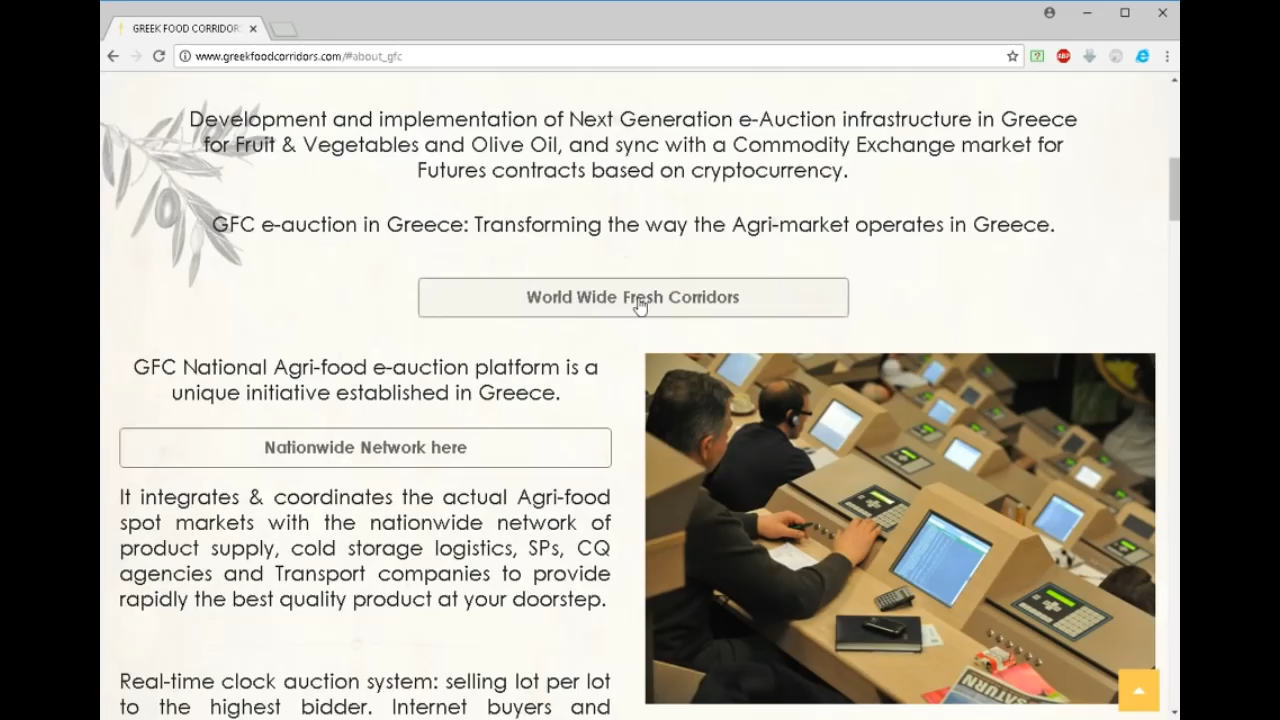 GREEK FOOD CORRIDOR
www.greekfoodcorridors.com/#about_gfc
ABP
Development and implementation of Next Generation e-Auction infrastructure in Greece
for Fruit & Vegetables and Olive Oil, and sync with a Commodity Exchange market for
Futures contracts based on cryptocurrency.
GFC e-auction in Greece: Transforming the way the Agri-market operates in Greece.
World Wide Fresh Corridors
GFC National Agri-food e-auction platform is a
unique initiative established in Greece.
Nationwide Network here
It integrates & coordinates the actual Agri-food
spot markets with the nationwide network of
product supply, cold storage logistics, SPs, CQ
agencies and Transport companies to provide
rapidly the best quality product at your doorstep.
Real-time clock auction system: selling lot per lot
to the highest bidder. Internet buyers and
SATURN